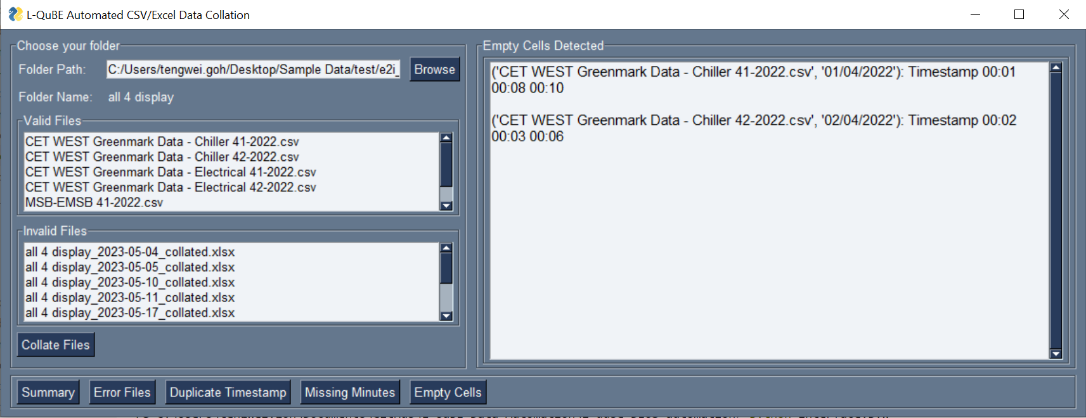 L-QuBE Automated CSV/Excel Data Collation
Choose your folder
Folder Path: C:/Users/tengwei.goh/Desktop/Sample Data/test/e2i_ Browse
Folder Name: all 4 display
Valid Files
CET WEST Greenmark Data - Chiller 41-2022.csv
CET WEST Greenmark Data - Chiller 42-2022.csv
CET WEST Greenmark Data - Electrical 41-2022.csv
CET WEST Greenmark Data - Electrical 42-2022.csv
MSB-EMSB 41-2022.csv
Invalid Files
all 4 display_2023-05-04_collated.xlsx
all 4 display_2023-05-05_collated.xlsx
all 4 display_2023-05-10_collated.xlsx
all 4 display_2023-05-11_collated.xlsx
all 4 display_2023-05-17_collated.xlsx
Collate Files
Empty Cells Detected
('CET WEST Greenmark Data - Chiller 41-2022.csv', '01/04/2022'): Timestamp 00:01
00:08 00:10
('CET WEST Greenmark Data - Chiller 42-2022.csv', '02/04/2022'): Timestamp 00:02
00:03 00:06
Summary Error Files Duplicate Timestamp Missing Minutes Empty Cells